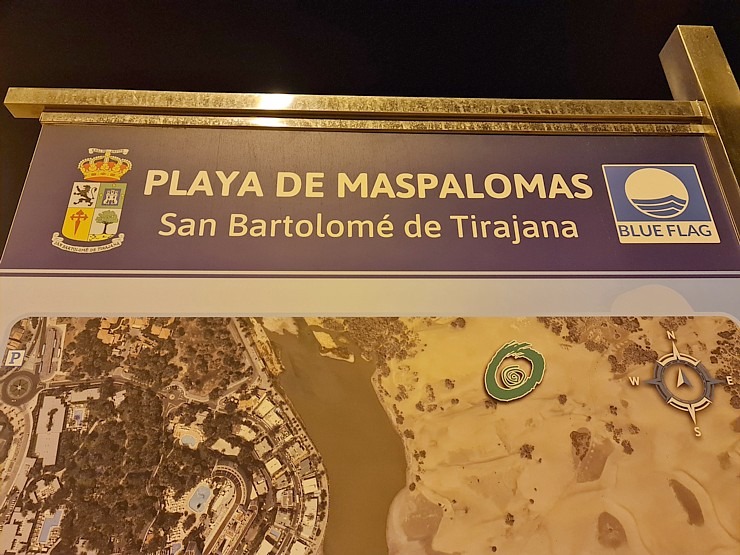 PLAYA DE MASPALOMAS
San Bartolomé de Tirajana
BLUE FLAG
P
N
W E
S